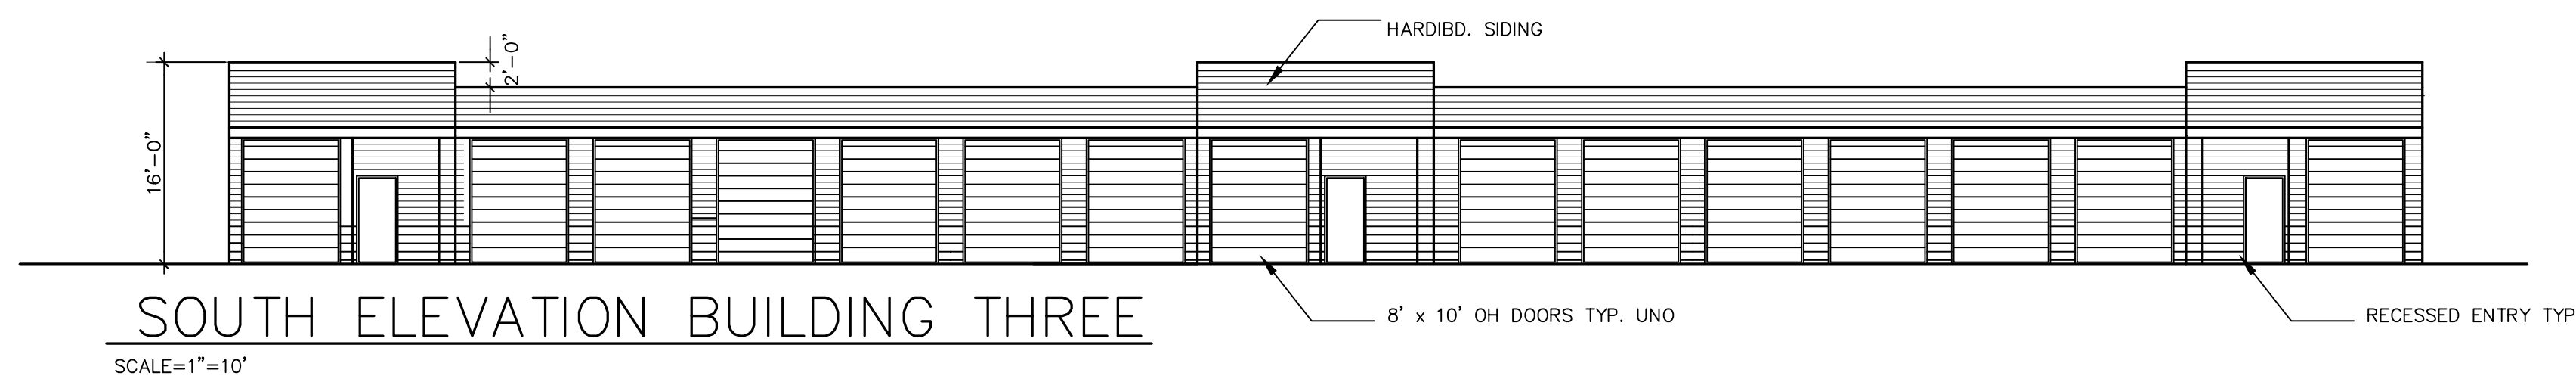 HARDIBD. SIDING
2'-0"
16'-0"
SOUTH ELEVATION BUILDING THREE
SCALE=1"=10'
8' x 10' OH DOORS TYP. UNO
RECESSED ENTRY TYP